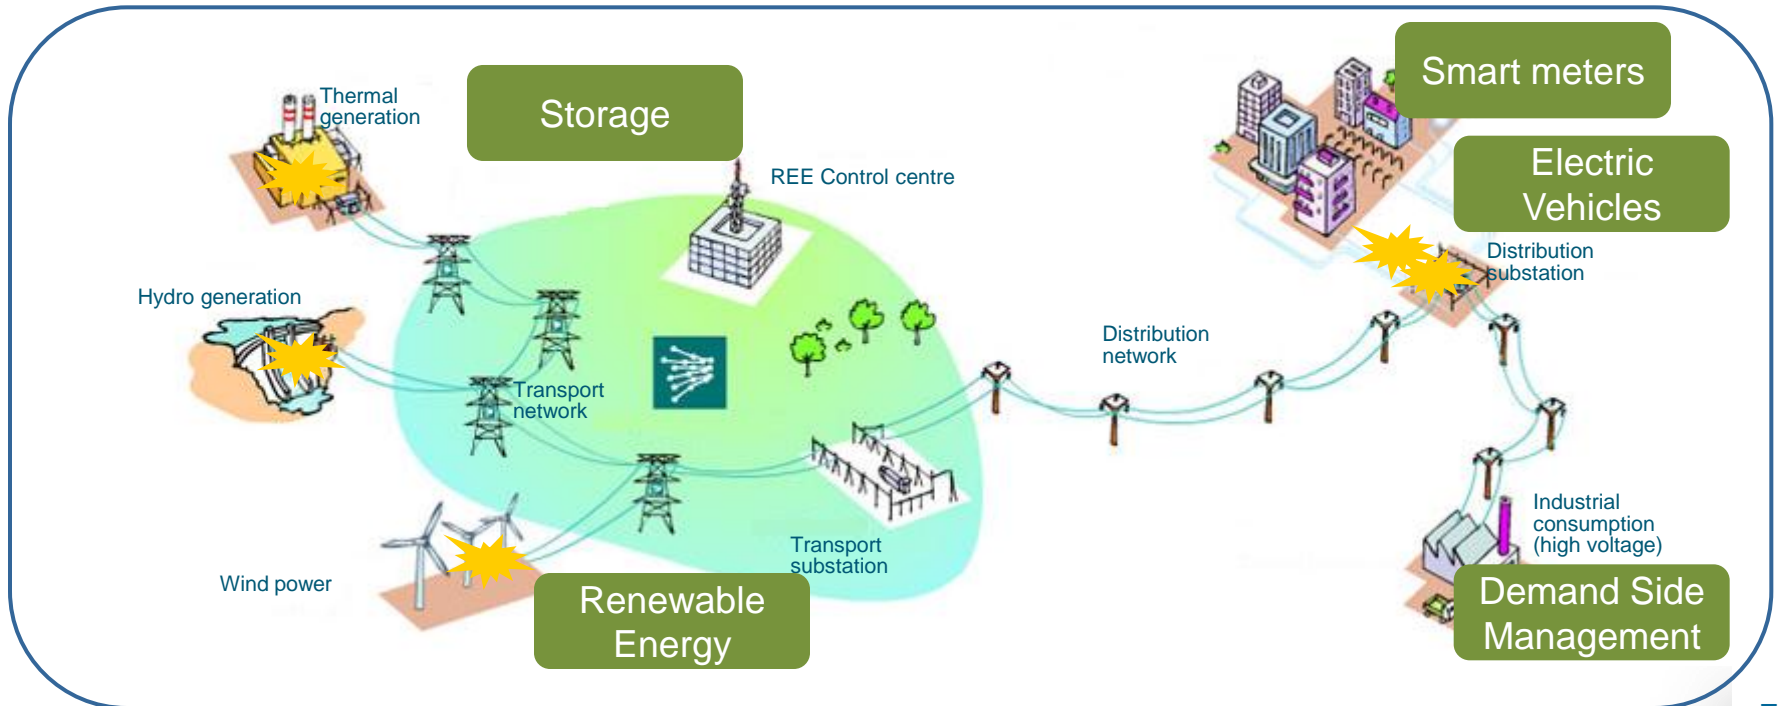 Thermal
generation
Storage
REE Control centre
Smart meters
Electric
Vehicles
Distribution
substation
Hydro generation
Transport
network
Distribution
network
Transport
substation
Wind power
Renewable
Energy
Industrial
consumption
(high voltage)
Demand Side
Management